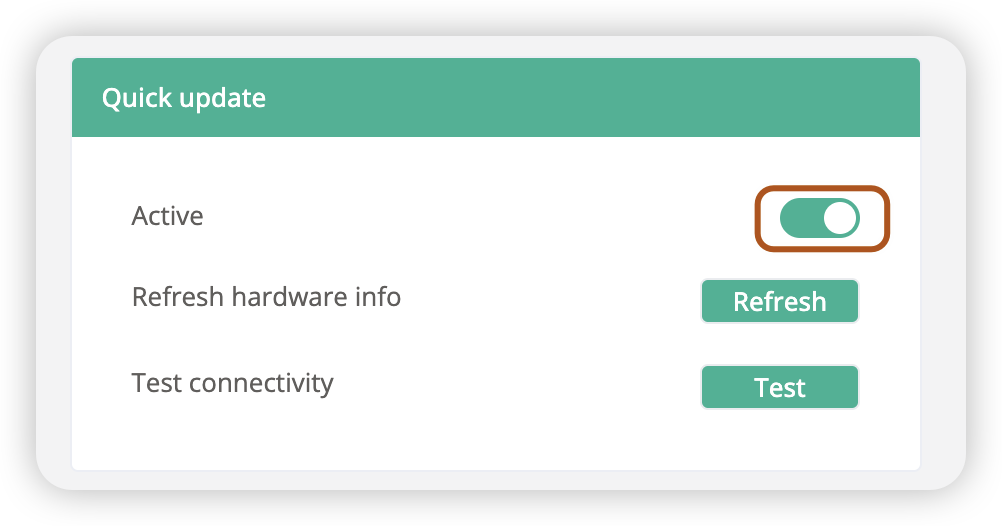 Quick update
Active
Refresh hardware info
Refresh
Test connectivity
Test